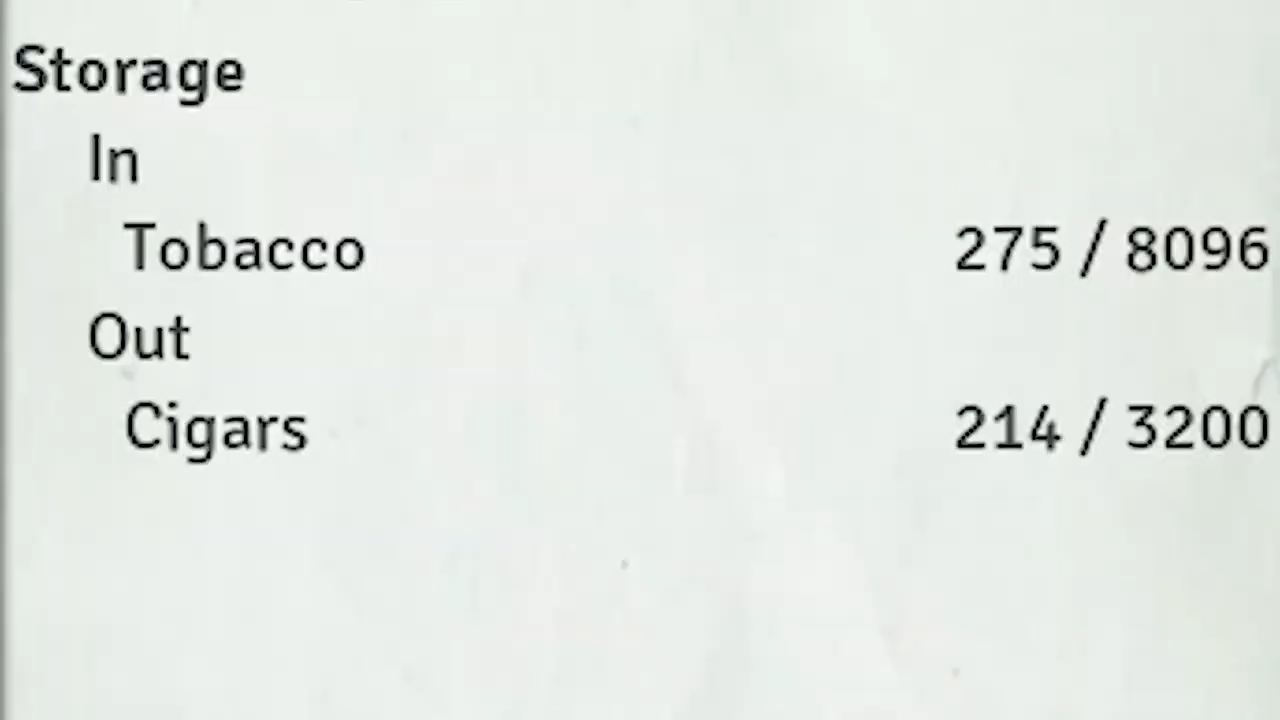 Storage
In
Tobacco 275 / 8096
Out
Cigars 214 / 3200